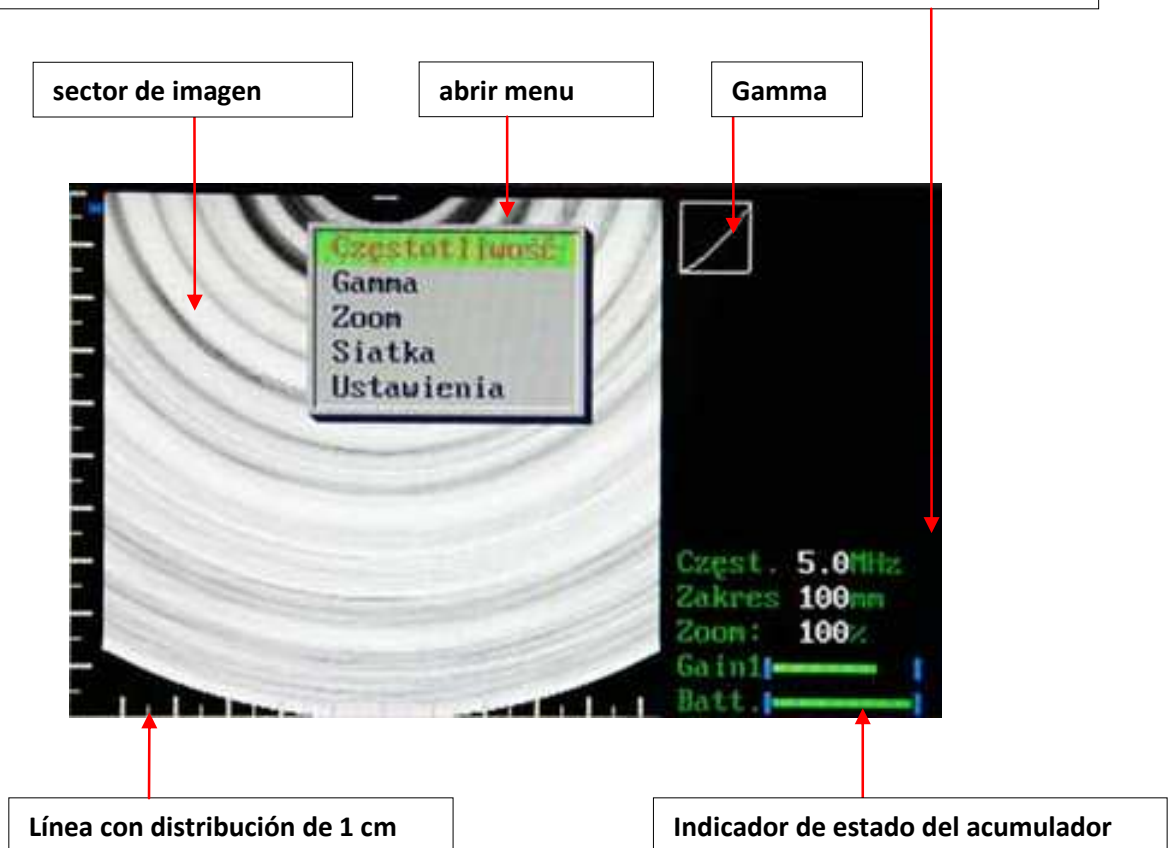 sector de imagen
abrir menu
Gamma
Częstotliwość
Gamma
Zoom
Siatka
Ustawienia
Częst. 5.0MHz
Zakres 100mm
Zoom: 100%
Gain1
Batt.
Línea con distribución de 1 cm
Indicador de estado del acumulador